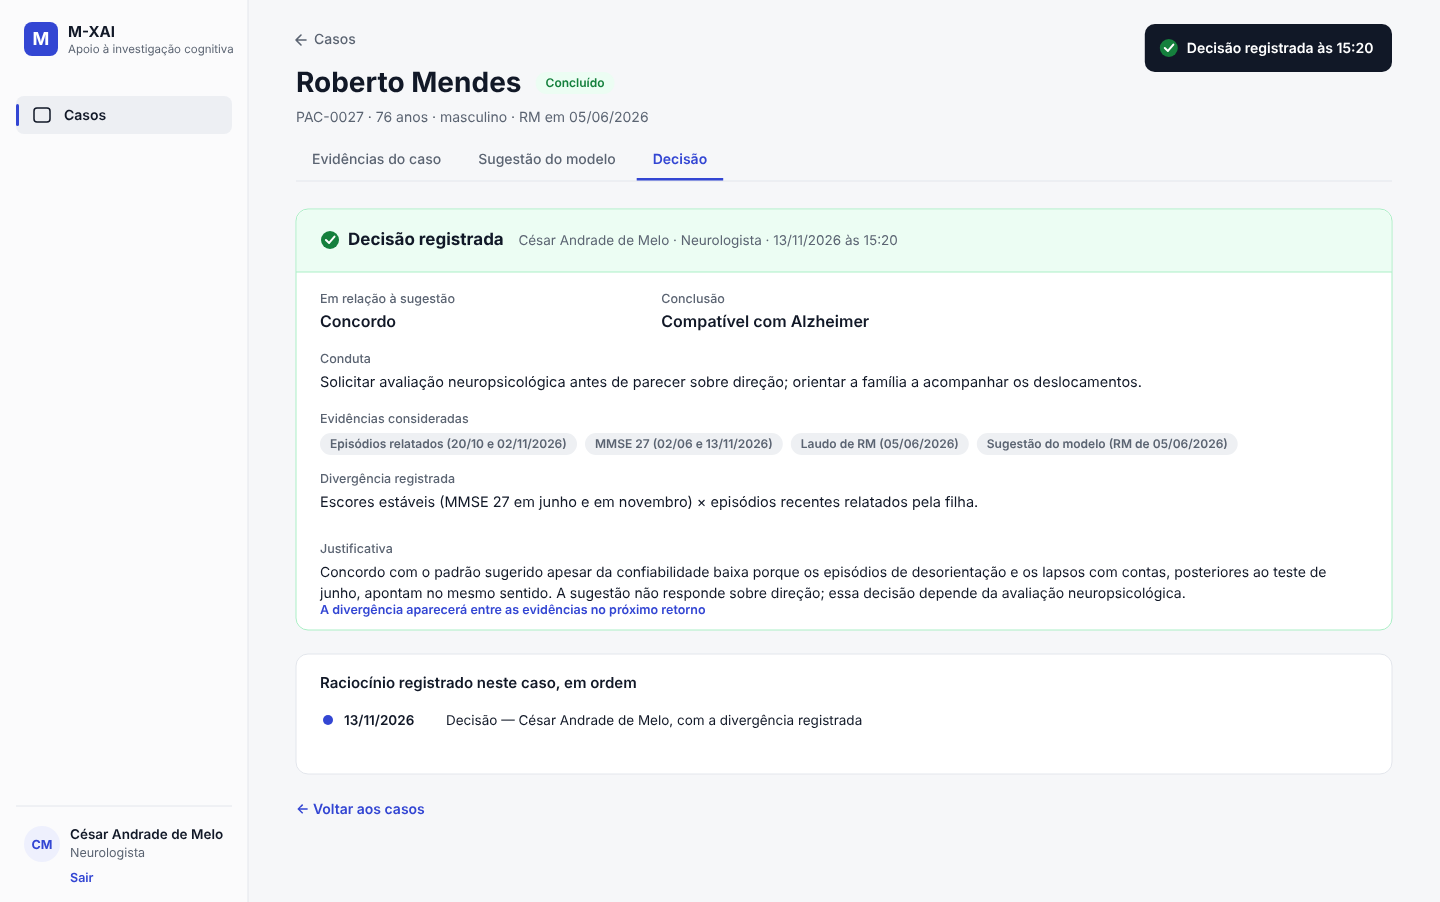 M
M-XAI
Apoio à investigação cognitiva
Casos
CM
César Andrade de Melo
Neurologista
Sair
← Casos
Decisão registrada às 15:20
Roberto Mendes
Concluído
PAC-0027 · 76 anos · masculino · RM em 05/06/2026
Evidências do caso
Sugestão do modelo
Decisão
Decisão registrada
César Andrade de Melo · Neurologista · 13/11/2026 às 15:20
Em relação à sugestão
Concordo
Conclusão
Compatível com Alzheimer
Conduta
Solicitar avaliação neuropsicológica antes de parecer sobre direção; orientar a família a acompanhar os deslocamentos.
Evidências consideradas
Episódios relatados (20/10 e 02/11/2026)
MMSE 27 (02/06 e 13/11/2026)
Laudo de RM (05/06/2026)
Sugestão do modelo (RM de 05/06/2026)
Divergência registrada
Escores estáveis (MMSE 27 em junho e em novembro) × episódios recentes relatados pela filha.
Justificativa
Concordo com o padrão sugerido apesar da confiabilidade baixa porque os episódios de desorientação e os lapsos com contas, posteriores ao teste de
junho, apontam no mesmo sentido. A sugestão não responde sobre direção; essa decisão depende da avaliação neuropsicológica.
A divergência aparecerá entre as evidências no próximo retorno
Raciocínio registrado neste caso, em ordem
13/11/2026
Decisão — César Andrade de Melo, com a divergência registrada
← Voltar aos casos